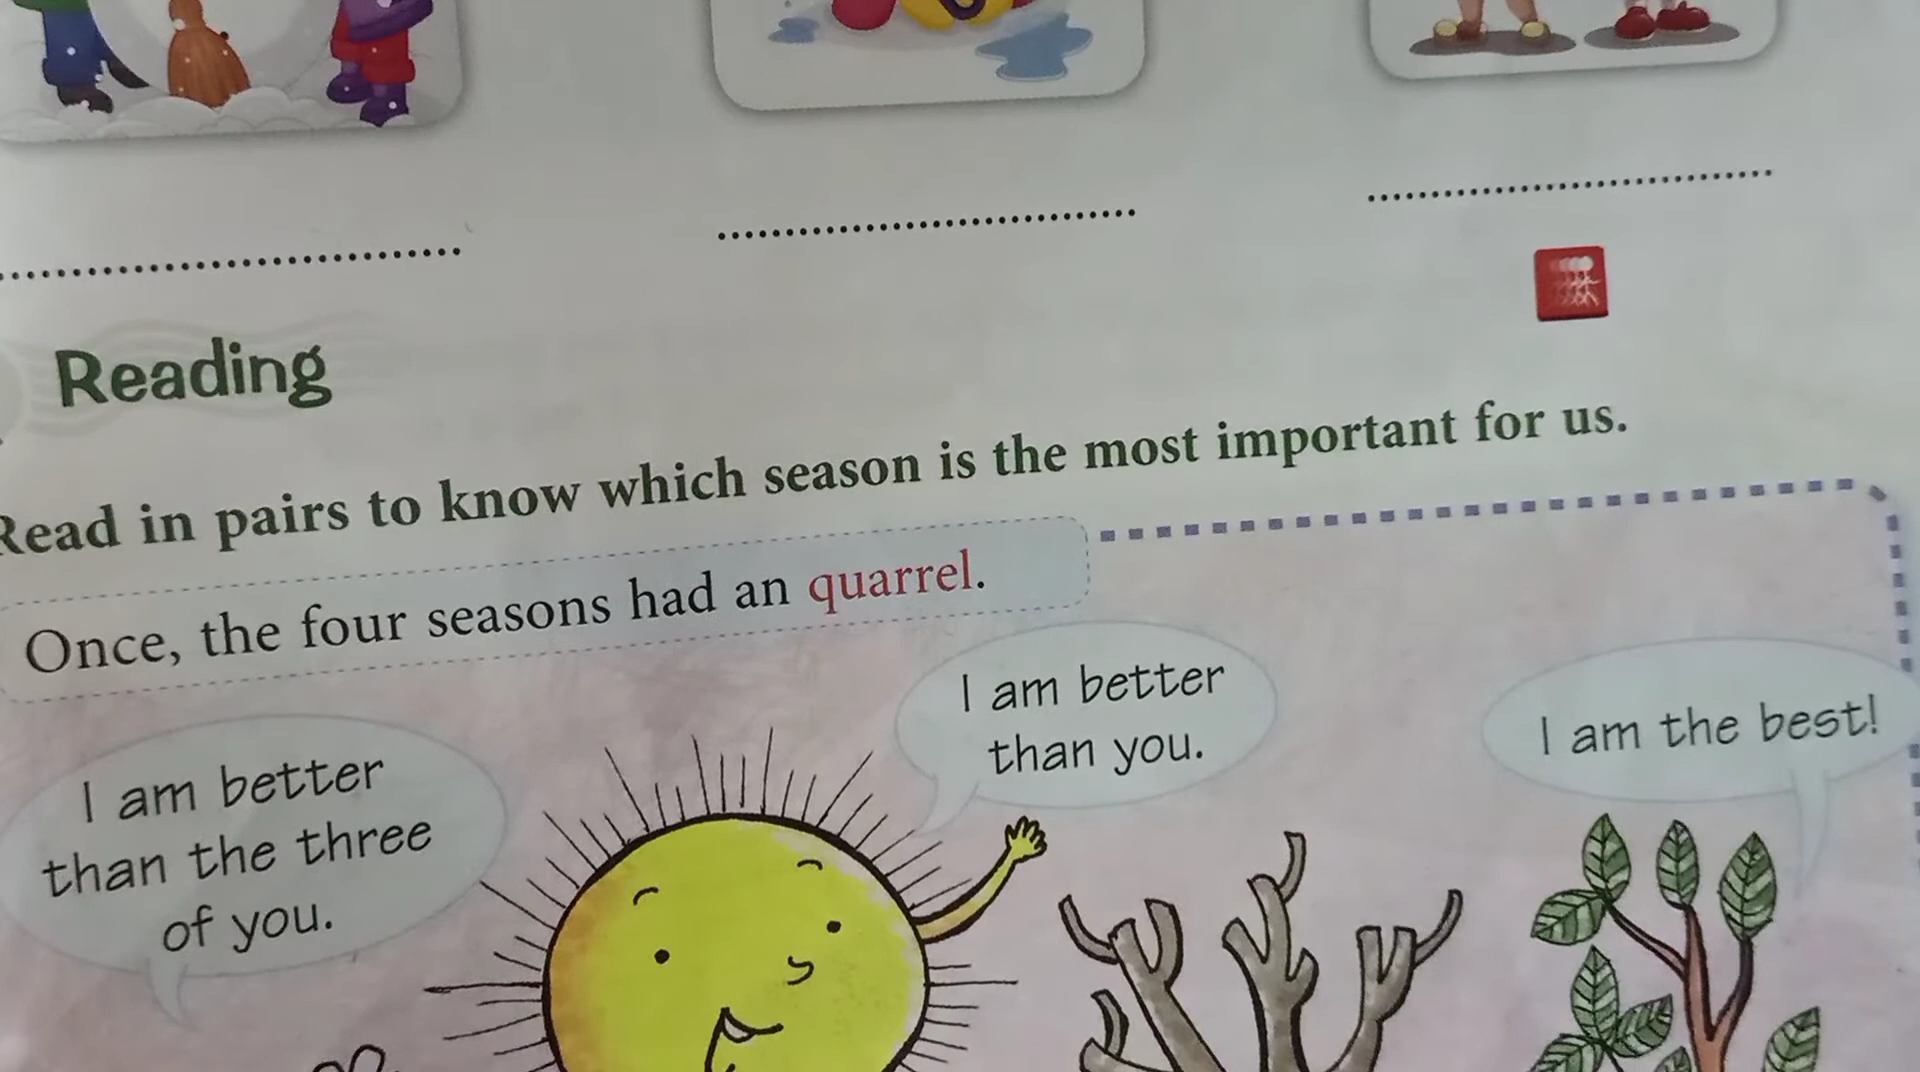 Reading
Read in pairs to know which season is the most important for us.
Once, the four seasons had an quarrel.
I am better
than the three
of you.
I am better
than you.
I am the best!